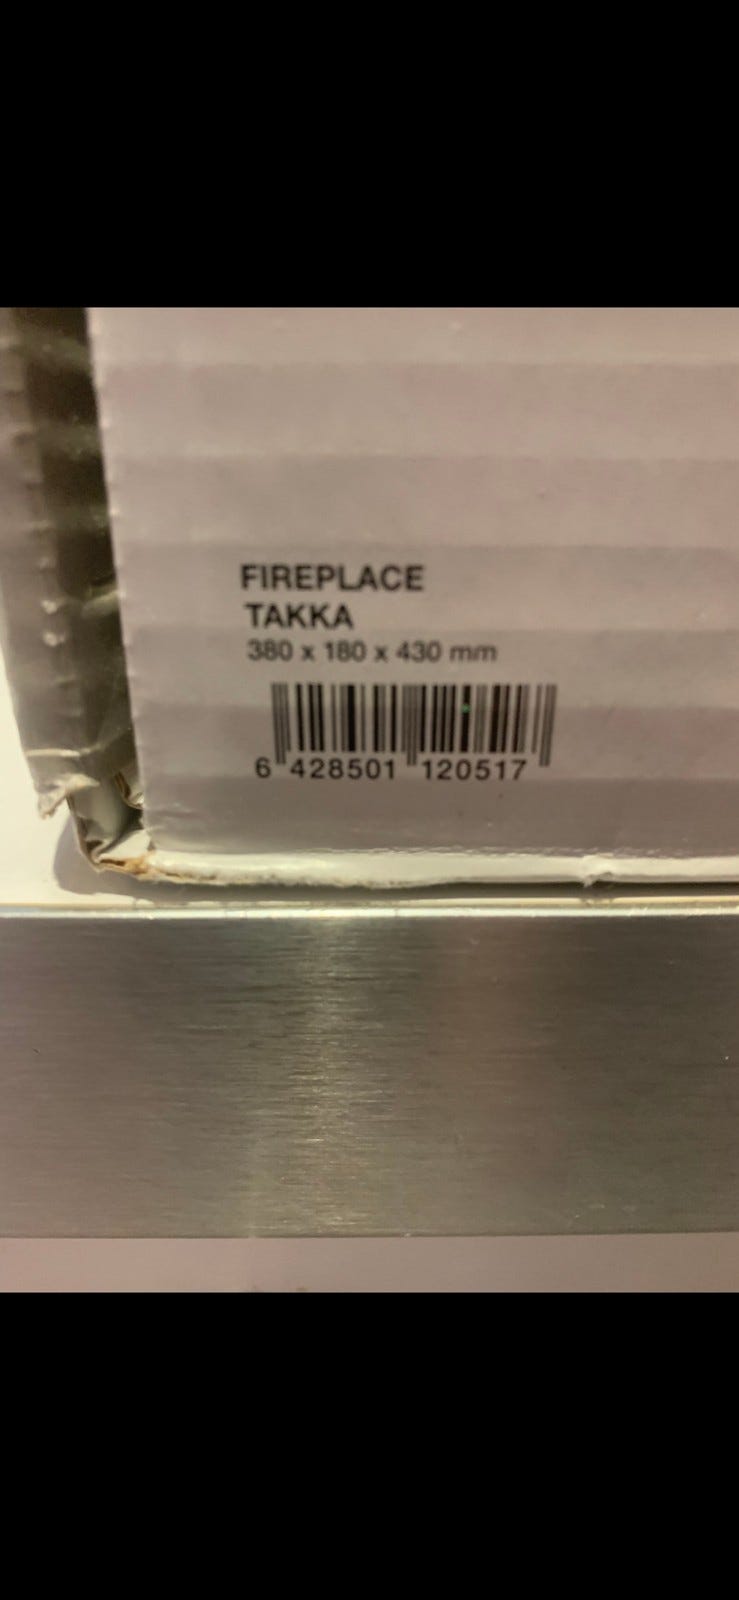 FIREPLACE
TAKKA
380 x 180 x 430 mm
6 428501 120517